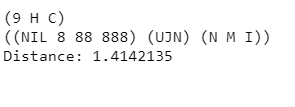 (9 H C)
((NIL 8 88 888) (UJN) (N M I))
Distance: 1.4142135